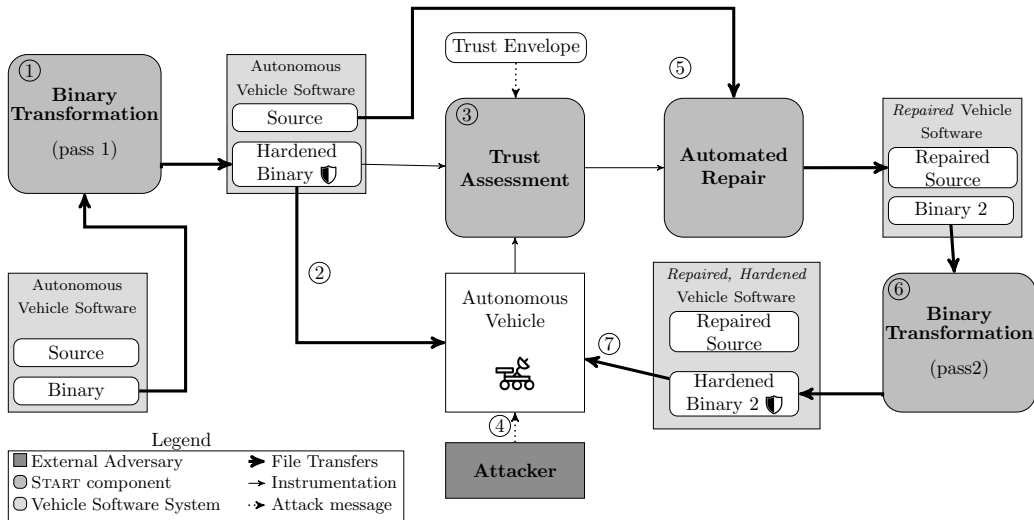 ①
Binary
Transformation
(pass 1)
Autonomous
Vehicle Software
Source
Hardened
Binary
Trust Envelope
③
Trust
Assessment
⑤
Automated
Repair
Repaired Vehicle
Software
Repaired
Source
Binary 2
②
Autonomous
Vehicle Software
Source
Binary
Autonomous
Vehicle
④
Attacker
⑦
Repaired, Hardened
Vehicle Software
Repaired
Source
Hardened
Binary 2
⑥
Binary
Transformation
(pass2)
Legend
External Adversary
File Transfers
START component
Instrumentation
Vehicle Software System
Attack message